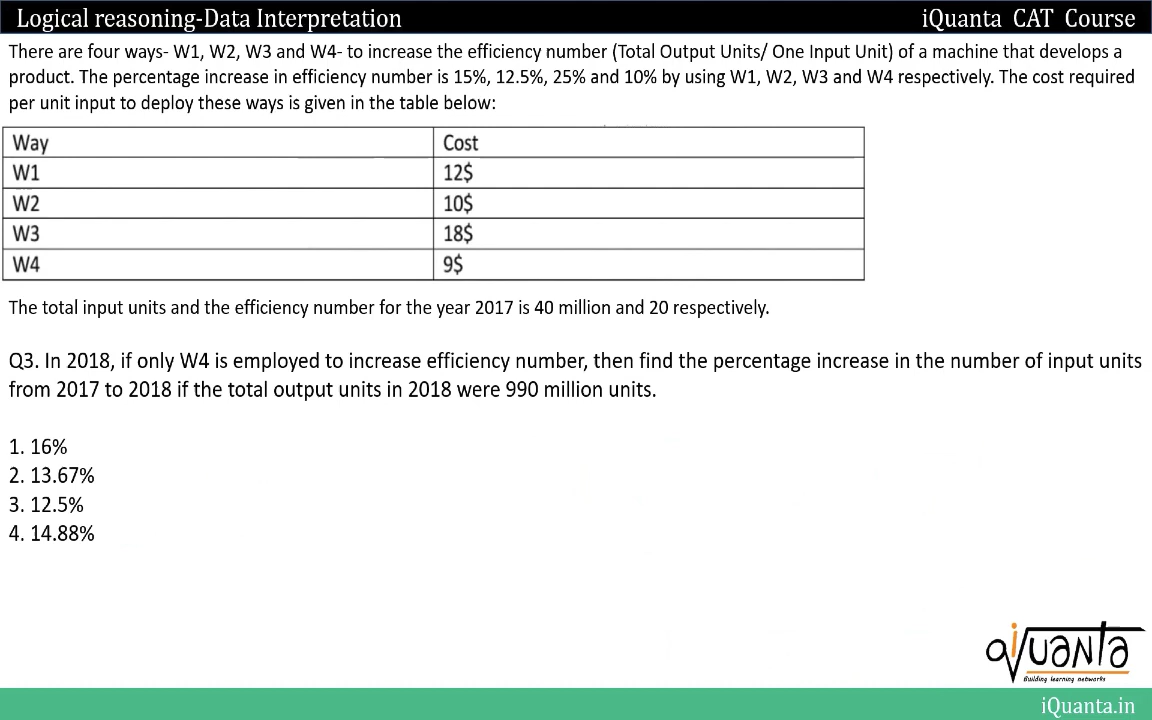 Logical reasoning-Data Interpretation
iQuanta CAT Course
There are four ways- W1, W2, W3 and W4- to increase the efficiency number (Total Output Units/ One Input Unit) of a machine that develops a
product. The percentage increase in efficiency number is 15%, 12.5%, 25% and 10% by using W1, W2, W3 and W4 respectively. The cost required
per unit input to deploy these ways is given in the table below:
Way Cost
W1 12$
W2 10$
W3 18$
W4 9$
The total input units and the efficiency number for the year 2017 is 40 million and 20 respectively.
Q3. In 2018, if only W4 is employed to increase efficiency number, then find the percentage increase in the number of input units
from 2017 to 2018 if the total output units in 2018 were 990 million units.
1. 16%
2. 13.67%
3. 12.5%
4. 14.88%
iQuanta
Building learning networks
iQuanta.in